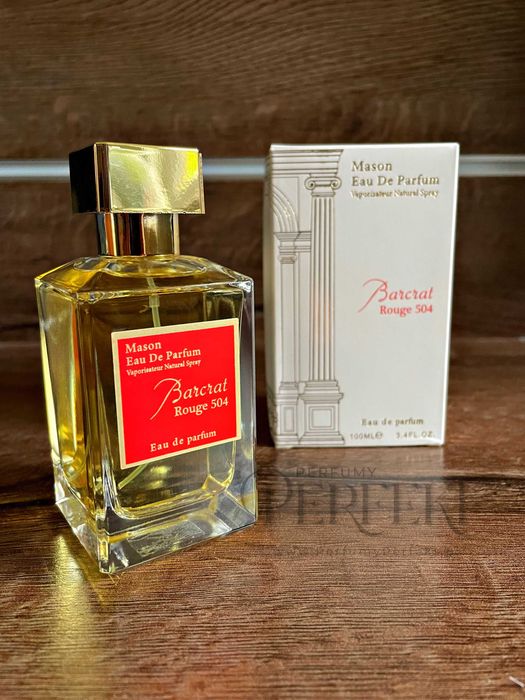 Mason
Eau De Parfum
Vaporisateur Natural Spray
Barcrat
Rouge 504
Eau de parfum
Mason
Eau De Parfum
Vaporisateur Natural Spray
Barcrat
Rouge 504
Eau de parfum
100ML℮ 3.4FL.OZ.
PERFUMY
PERFEKT